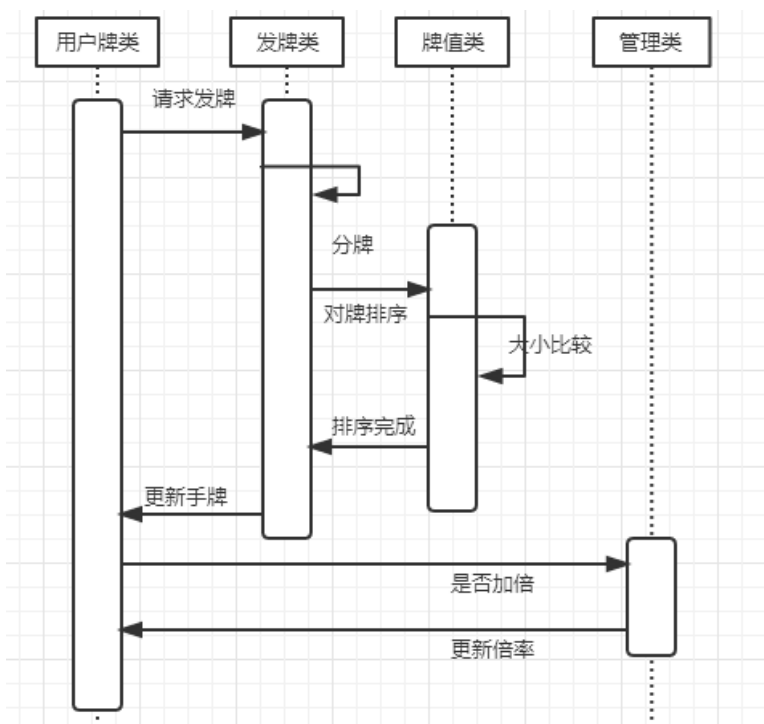 用户牌类
发牌类
牌值类
管理类
请求发牌
分牌
对牌排序
大小比较
排序完成
更新手牌
是否加倍
更新倍率